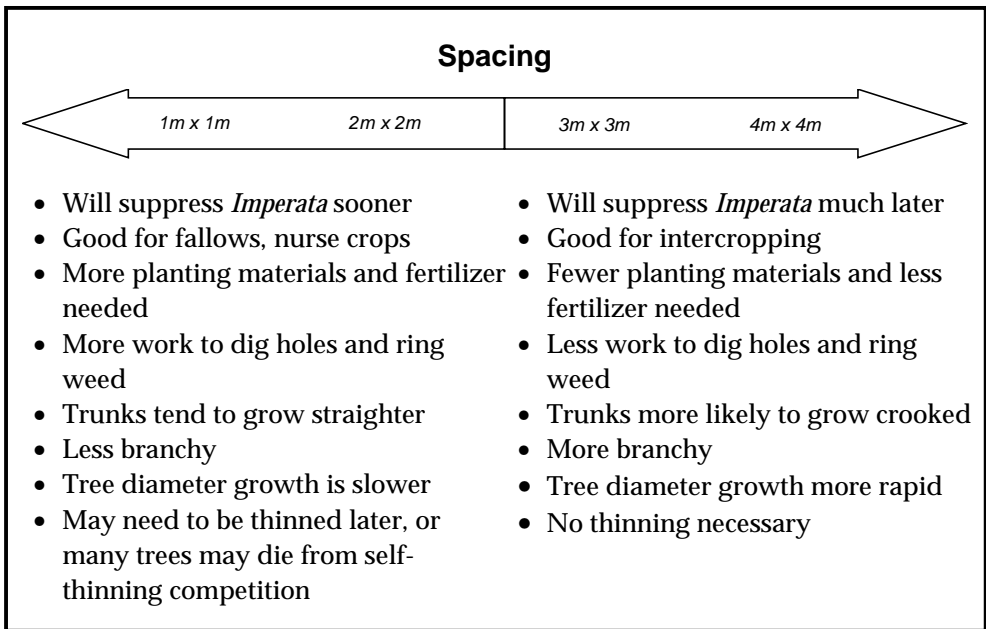 Spacing
1m x 1m 2m x 2m 3m x 3m 4m x 4m
• Will suppress Imperata sooner
• Good for fallows, nurse crops
• More planting materials and fertilizer
needed
• More work to dig holes and ring
weed
• Trunks tend to grow straighter
• Less branchy
• Tree diameter growth is slower
• May need to be thinned later, or
many trees may die from self-
thinning competition
• Will suppress Imperata much later
• Good for intercropping
• Fewer planting materials and less
fertilizer needed
• Less work to dig holes and ring
weed
• Trunks more likely to grow crooked
• More branchy
• Tree diameter growth more rapid
• No thinning necessary